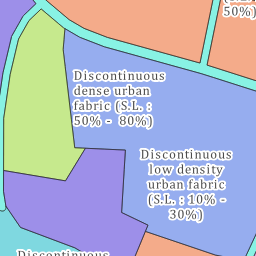 50%)
Discontinuous
dense urban
fabric (S.L. :
50% - 80%)
Discontinuous
low density
urban fabric
(S.L. : 10% -
30%)
Discontinuous